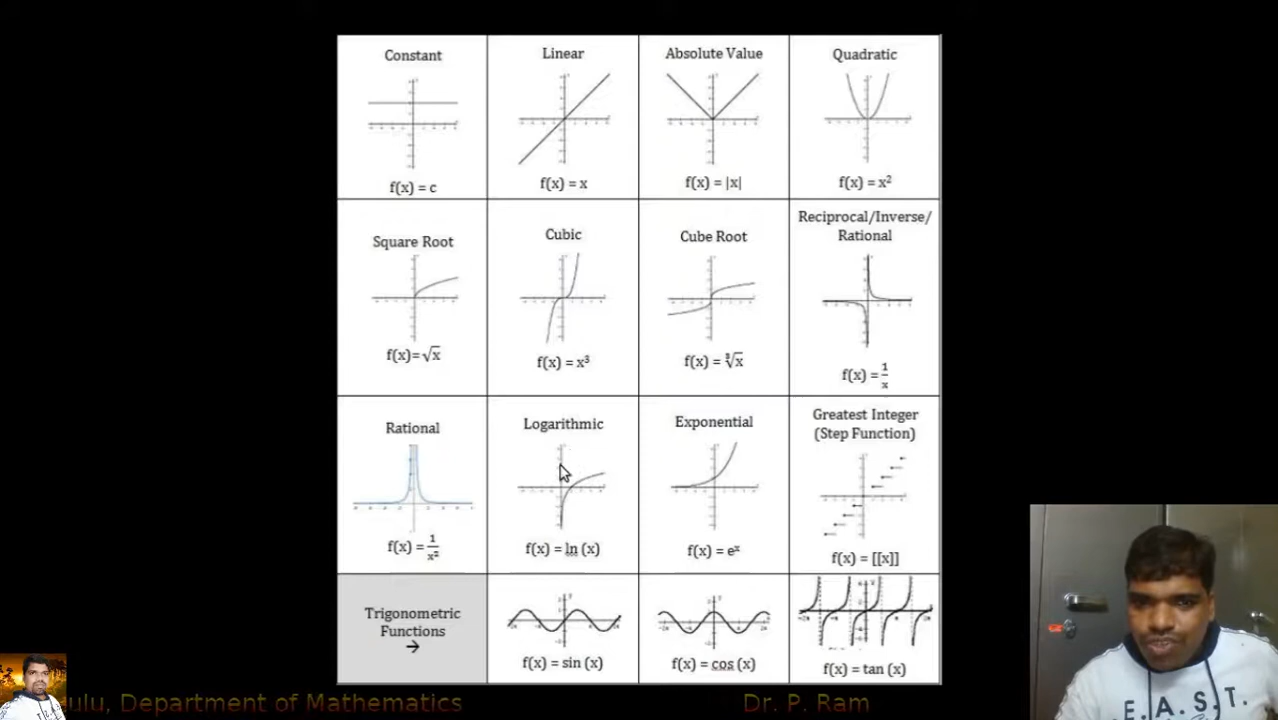 Constant
Linear
Absolute Value
Quadratic
f(x) = c
f(x) = x
f(x) = |x|
f(x) = x²
Square Root
Cubic
Cube Root
Reciprocal/Inverse/
Rational
f(x)=√x
f(x) = x³
f(x) = ∛x
f(x) = 1/x
Rational
Logarithmic
Exponential
Greatest Integer
(Step Function)
f(x) = 1/x²
f(x) = ln (x)
f(x) = eˣ
f(x) = [[x]]
Trigonometric
Functions
→
f(x) = sin (x)
f(x) = cos (x)
f(x) = tan (x)
ulu, Department of Mathematics
Dr. P. Ram
E.A.S.T.